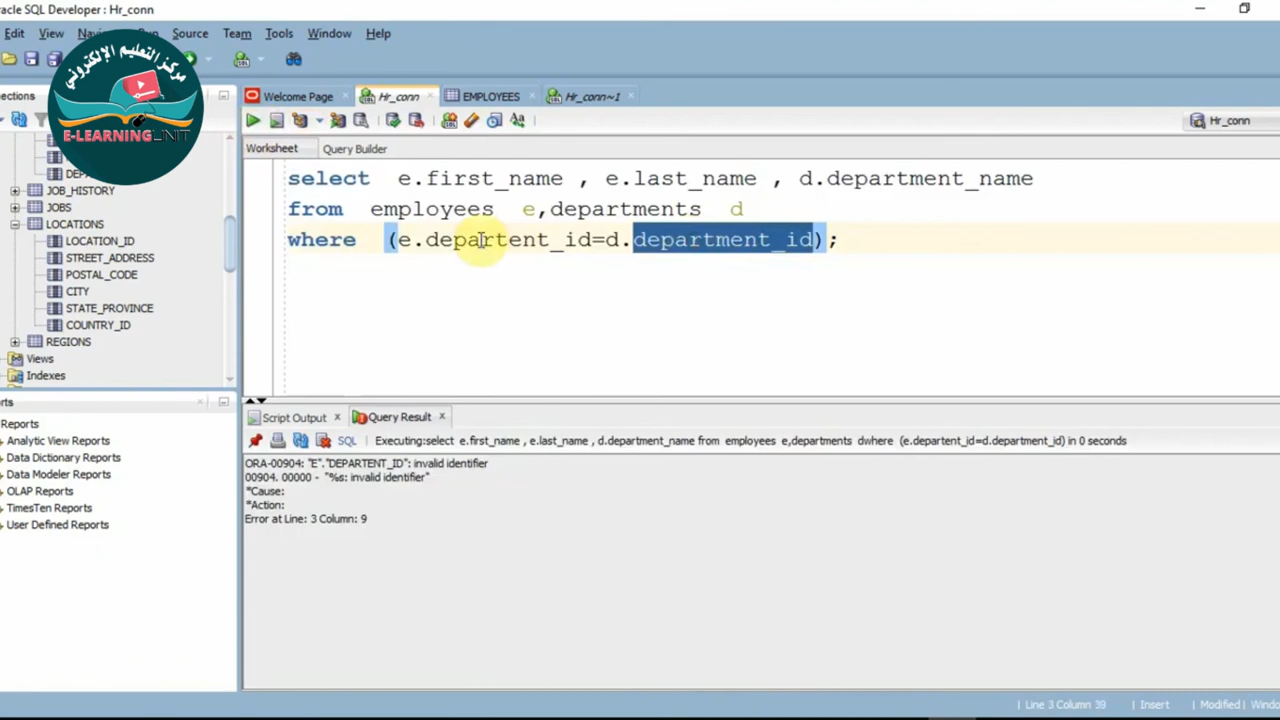 acle SQL Developer : Hr_conn
Edit View Run Source Team Tools Window Help
مركز التعليم الإلكتروني
E-LEARNING UNIT
ections
Welcome Page
Hr_conn
EMPLOYEES
Hr_conn~1
Hr_conn
Worksheet
Query Builder
JOB_HISTORY
JOBS
LOCATIONS
LOCATION_ID
STREET_ADDRESS
POSTAL_CODE
CITY
STATE_PROVINCE
COUNTRY_ID
REGIONS
Views
Indexes
select e.first_name , e.last_name , d.department_name
from employees e,departments d
where (e.departent_id=d.department_id);
rts
Reports
Analytic View Reports
Data Dictionary Reports
Data Modeler Reports
OLAP Reports
TimesTen Reports
User Defined Reports
Script Output
Query Result
SQL
Executing:select e.first_name , e.last_name , d.department_name from employees e,departments dwhere (e.departent_id=d.department_id) in 0 seconds
ORA-00904: "E"."DEPARTENT_ID": invalid identifier
00904. 00000 - "%s: invalid identifier"
*Cause:
*Action:
Error at Line: 3 Column: 9
Line 3 Column 39
Insert
Modified
Windo